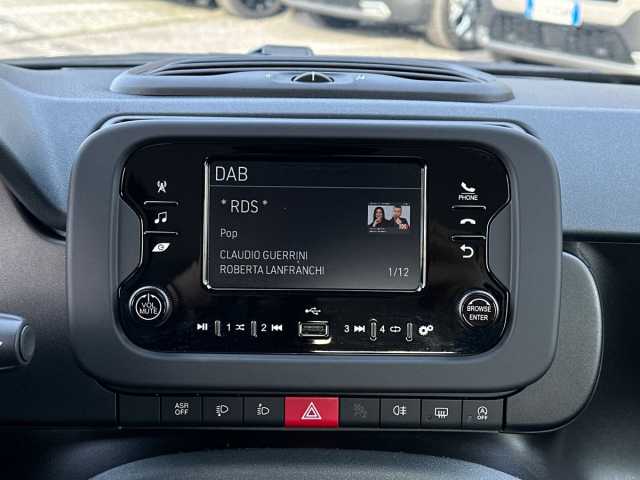 DAB
* RDS *
Pop
CLAUDIO GUERRINI
ROBERTA LANFRANCHI 1/12
PHONE
VOL
MUTE
BROWSE
ENTER
1 2 3 4
ASR
OFF